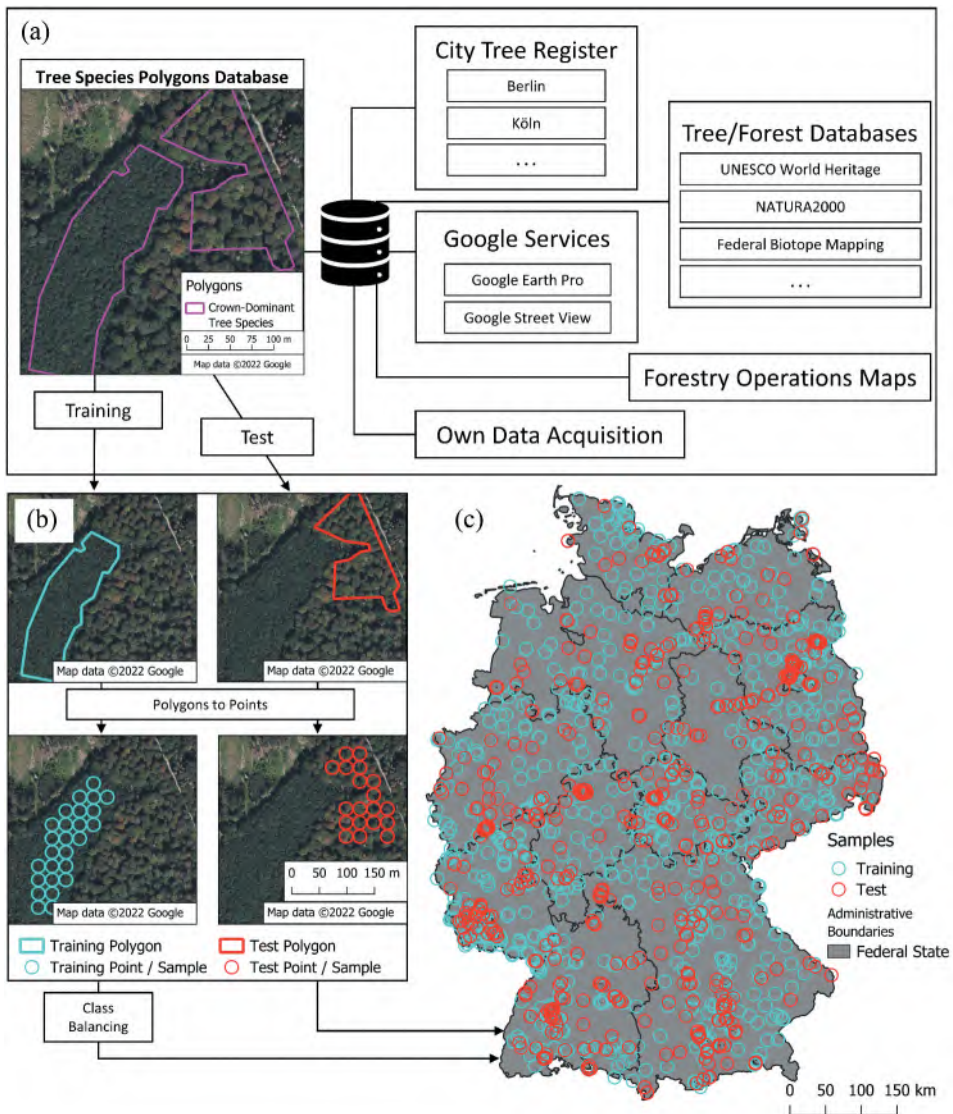 (a)
Tree Species Polygons Database
Polygons
Crown-Dominant
Tree Species
0 25 50 75 100 m
Map data ©2022 Google
City Tree Register
Berlin
Köln
...
Tree/Forest Databases
UNESCO World Heritage
NATURA2000
Federal Biotope Mapping
...
Google Services
Google Earth Pro
Google Street View
Forestry Operations Maps
Own Data Acquisition
Training
Test
(b)
Map data ©2022 Google
Map data ©2022 Google
Polygons to Points
0 50 100 150 m
Map data ©2022 Google
Map data ©2022 Google
Training Polygon
Test Polygon
Training Point / Sample
Test Point / Sample
Class
Balancing
(c)
Samples
Training
Test
Administrative
Boundaries
Federal State
0 50 100 150 km